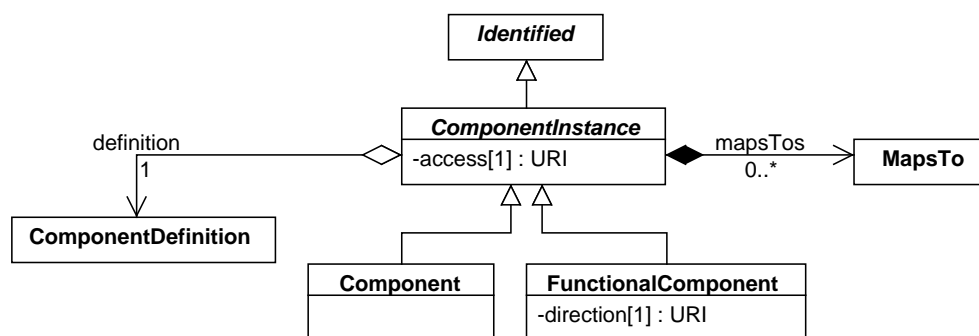 Identified
ComponentInstance
-access[1] : URI
definition
1
mapsTos
0..*
MapsTo
ComponentDefinition
Component
FunctionalComponent
-direction[1] : URI